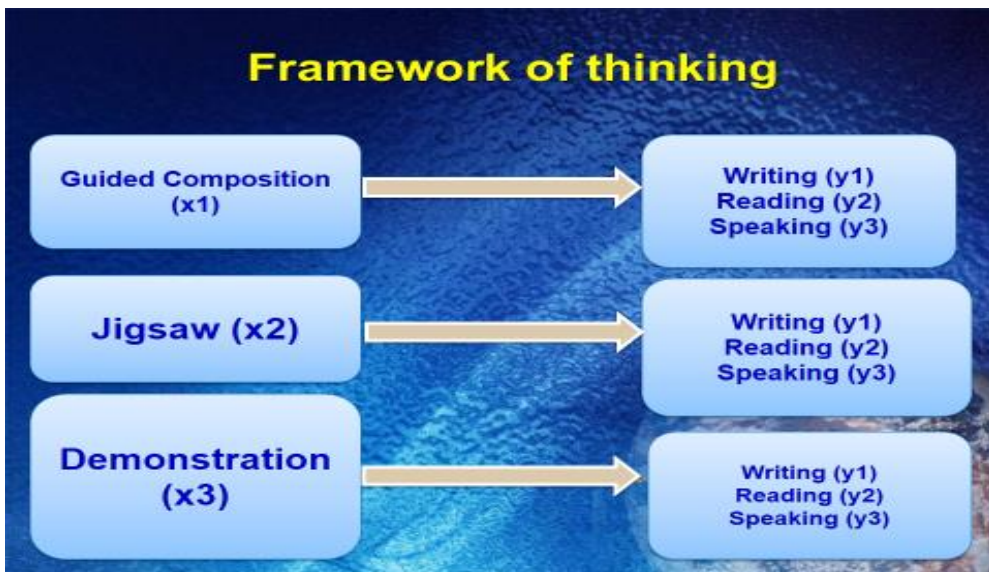 Framework of thinking
Guided Composition
(x1)
Writing (y1)
Reading (y2)
Speaking (y3)
Jigsaw (x2)
Writing (y1)
Reading (y2)
Speaking (y3)
Demonstration
(x3)
Writing (y1)
Reading (y2)
Speaking (y3)